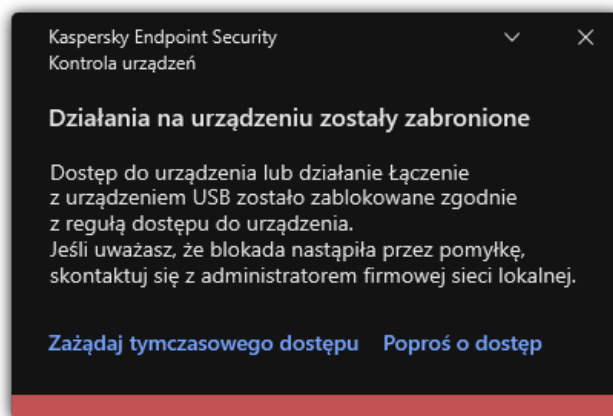 Kaspersky Endpoint Security
Kontrola urządzeń
Działania na urządzeniu zostały zabronione
Dostęp do urządzenia lub działanie Łączenie
z urządzeniem USB zostało zablokowane zgodnie
z regułą dostępu do urządzenia.
Jeśli uważasz, że blokada nastąpiła przez pomyłkę,
skontaktuj się z administratorem firmowej sieci lokalnej.
Zażądaj tymczasowego dostępu Poproś o dostęp